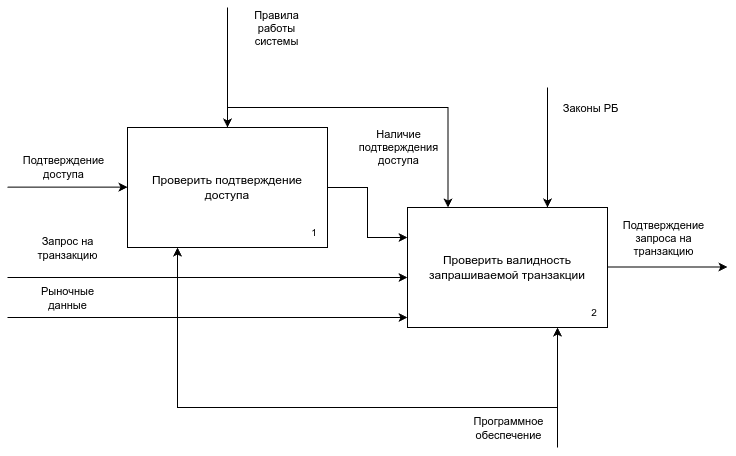 Правила
работы
системы
Законы РБ
Наличие
подтверждения
доступа
Подтверждение
доступа
Проверить подтверждение
доступа
1
Запрос на
транзакцию
Рыночные
данные
Проверить валидность
запрашиваемой транзакции
2
Подтверждение
запроса на
транзакцию
Программное
обеспечение